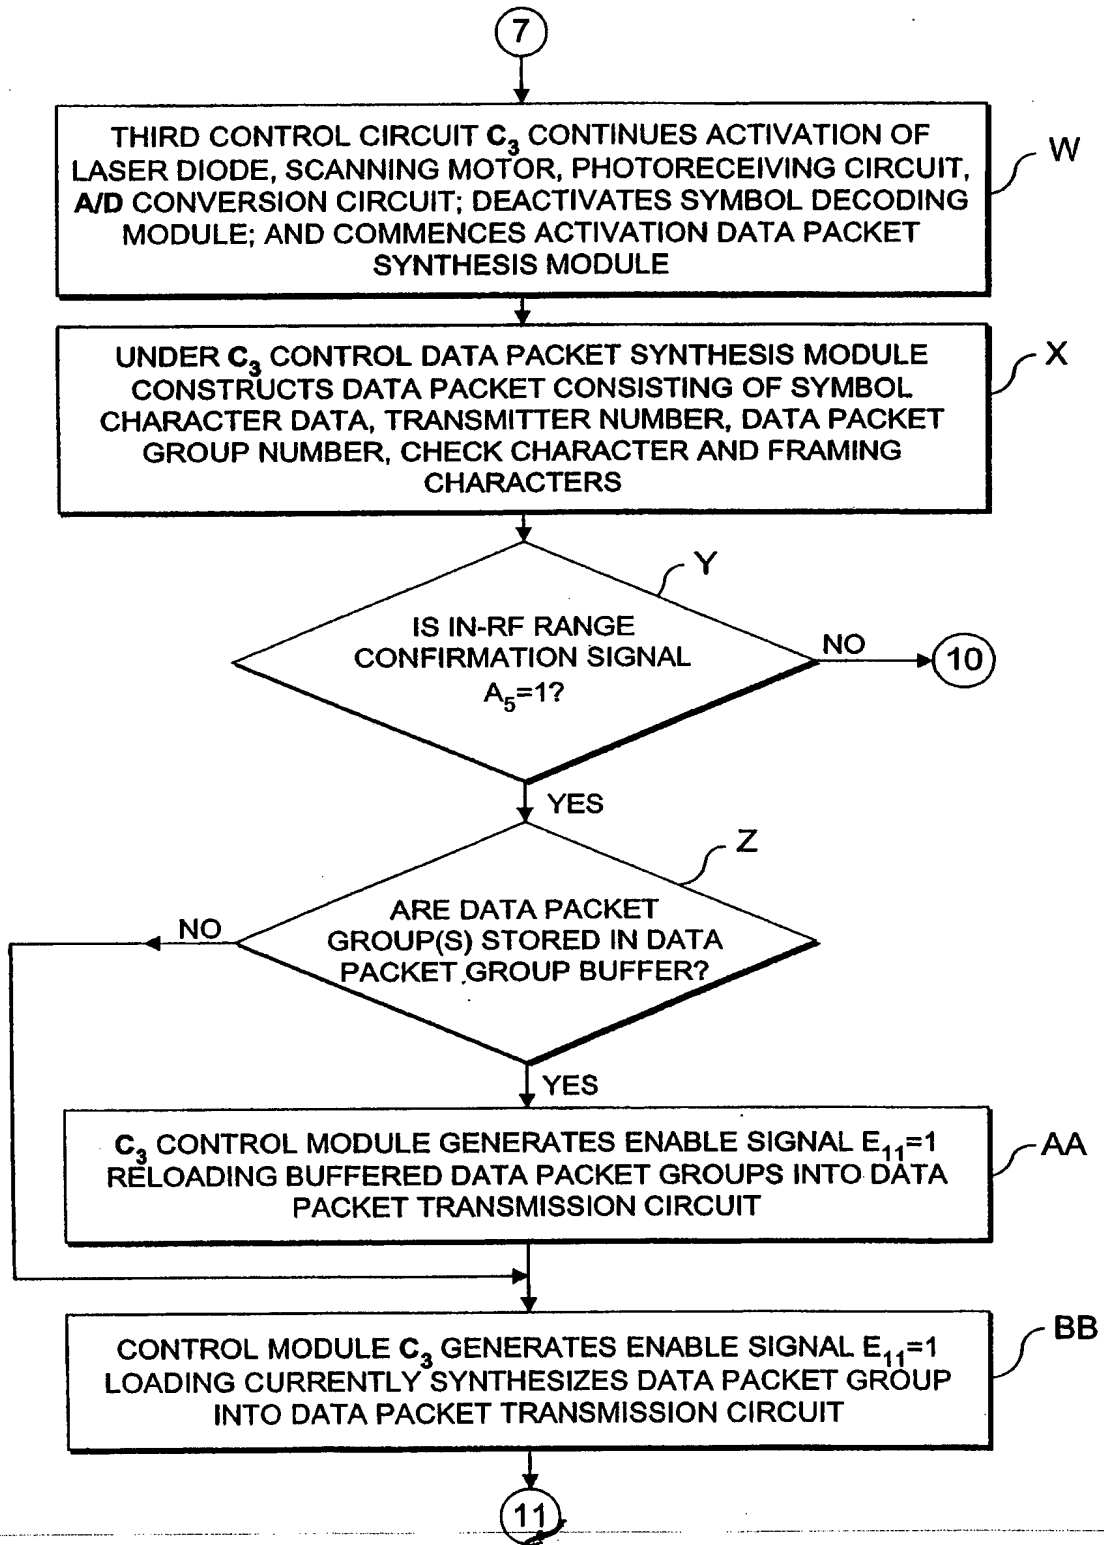 7
THIRD CONTROL CIRCUIT C3 CONTINUES ACTIVATION OF
LASER DIODE, SCANNING MOTOR, PHOTORECEIVING CIRCUIT,
A/D CONVERSION CIRCUIT; DEACTIVATES SYMBOL DECODING
MODULE; AND COMMENCES ACTIVATION DATA PACKET
SYNTHESIS MODULE
W
UNDER C3 CONTROL DATA PACKET SYNTHESIS MODULE
CONSTRUCTS DATA PACKET CONSISTING OF SYMBOL
CHARACTER DATA, TRANSMITTER NUMBER, DATA PACKET
GROUP NUMBER, CHECK CHARACTER AND FRAMING
CHARACTERS
X
Y
IS IN-RF RANGE
CONFIRMATION SIGNAL
A5=1?
NO
10
YES
Z
ARE DATA PACKET
GROUP(S) STORED IN DATA
PACKET GROUP BUFFER?
NO
YES
C3 CONTROL MODULE GENERATES ENABLE SIGNAL E11=1
RELOADING BUFFERED DATA PACKET GROUPS INTO DATA
PACKET TRANSMISSION CIRCUIT
AA
CONTROL MODULE C3 GENERATES ENABLE SIGNAL E11=1
LOADING CURRENTLY SYNTHESIZES DATA PACKET GROUP
INTO DATA PACKET TRANSMISSION CIRCUIT
BB
11